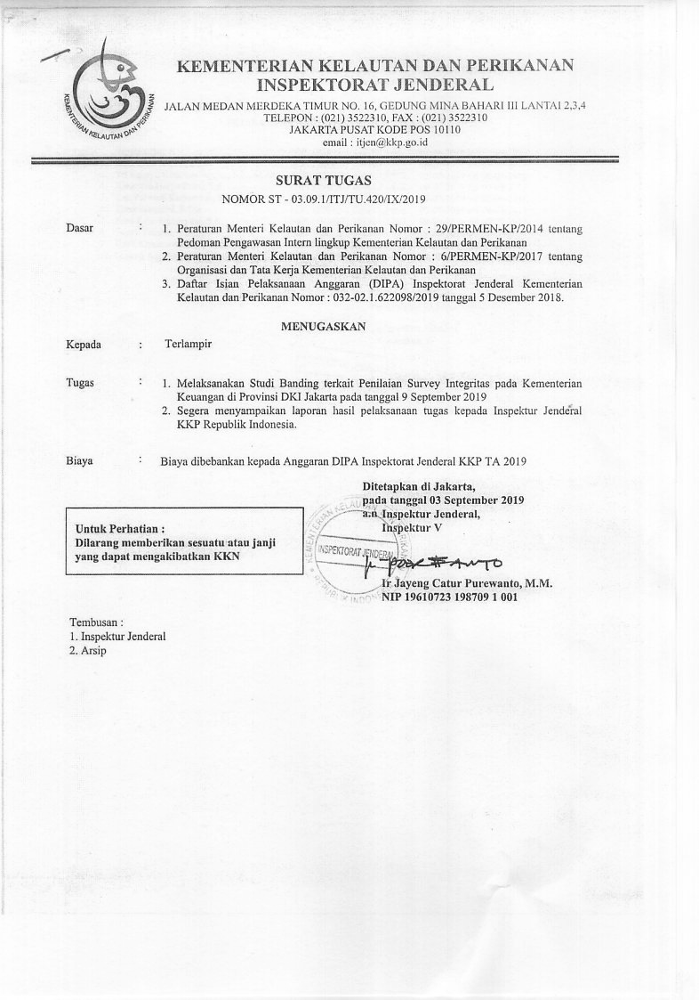 KEMENTERIAN KELAUTAN DAN PERIKANAN
KEMENTERIAN KELAUTAN DAN PERIKANAN
INSPEKTORAT JENDERAL
JALAN MEDAN MERDEKA TIMUR NO. 16, GEDUNG MINA BAHARI III LANTAI 2,3,4
TELEPON : (021) 3522310, FAX : (021) 3522310
JAKARTA PUSAT KODE POS 10110
email : itjen@kkp.go.id
SURAT TUGAS
NOMOR ST - 03.09.1/ITJ/TU.420/IX/2019
Dasar : 1. Peraturan Menteri Kelautan dan Perikanan Nomor : 29/PERMEN-KP/2014 tentang
Pedoman Pengawasan Intern lingkup Kementerian Kelautan dan Perikanan
2. Peraturan Menteri Kelautan dan Perikanan Nomor : 6/PERMEN-KP/2017 tentang
Organisasi dan Tata Kerja Kementerian Kelautan dan Perikanan
3. Daftar Isian Pelaksanaan Anggaran (DIPA) Inspektorat Jenderal Kementerian
Kelautan dan Perikanan Nomor : 032-02.1.622098/2019 tanggal 5 Desember 2018.
MENUGASKAN
Kepada : Terlampir
Tugas : 1. Melaksanakan Studi Banding terkait Penilaian Survey Integritas pada Kementerian
Keuangan di Provinsi DKI Jakarta pada tanggal 9 September 2019
2. Segera menyampaikan laporan hasil pelaksanaan tugas kepada Inspektur Jenderal
KKP Republik Indonesia.
Biaya : Biaya dibebankan kepada Anggaran DIPA Inspektorat Jenderal KKP TA 2019
Ditetapkan di Jakarta,
pada tanggal 03 September 2019
a.n Inspektur Jenderal,
Inspektur V
Untuk Perhatian :
Dilarang memberikan sesuatu atau janji
yang dapat mengakibatkan KKN
KEMENTERIAN KELAUTAN DAN PERIKANAN
INSPEKTORAT JENDERAL
REPUBLIK INDONESIA
Ir Jayeng Catur Purewanto, M.M.
NIP 19610723 198709 1 001
Tembusan :
1. Inspektur Jenderal
2. Arsip